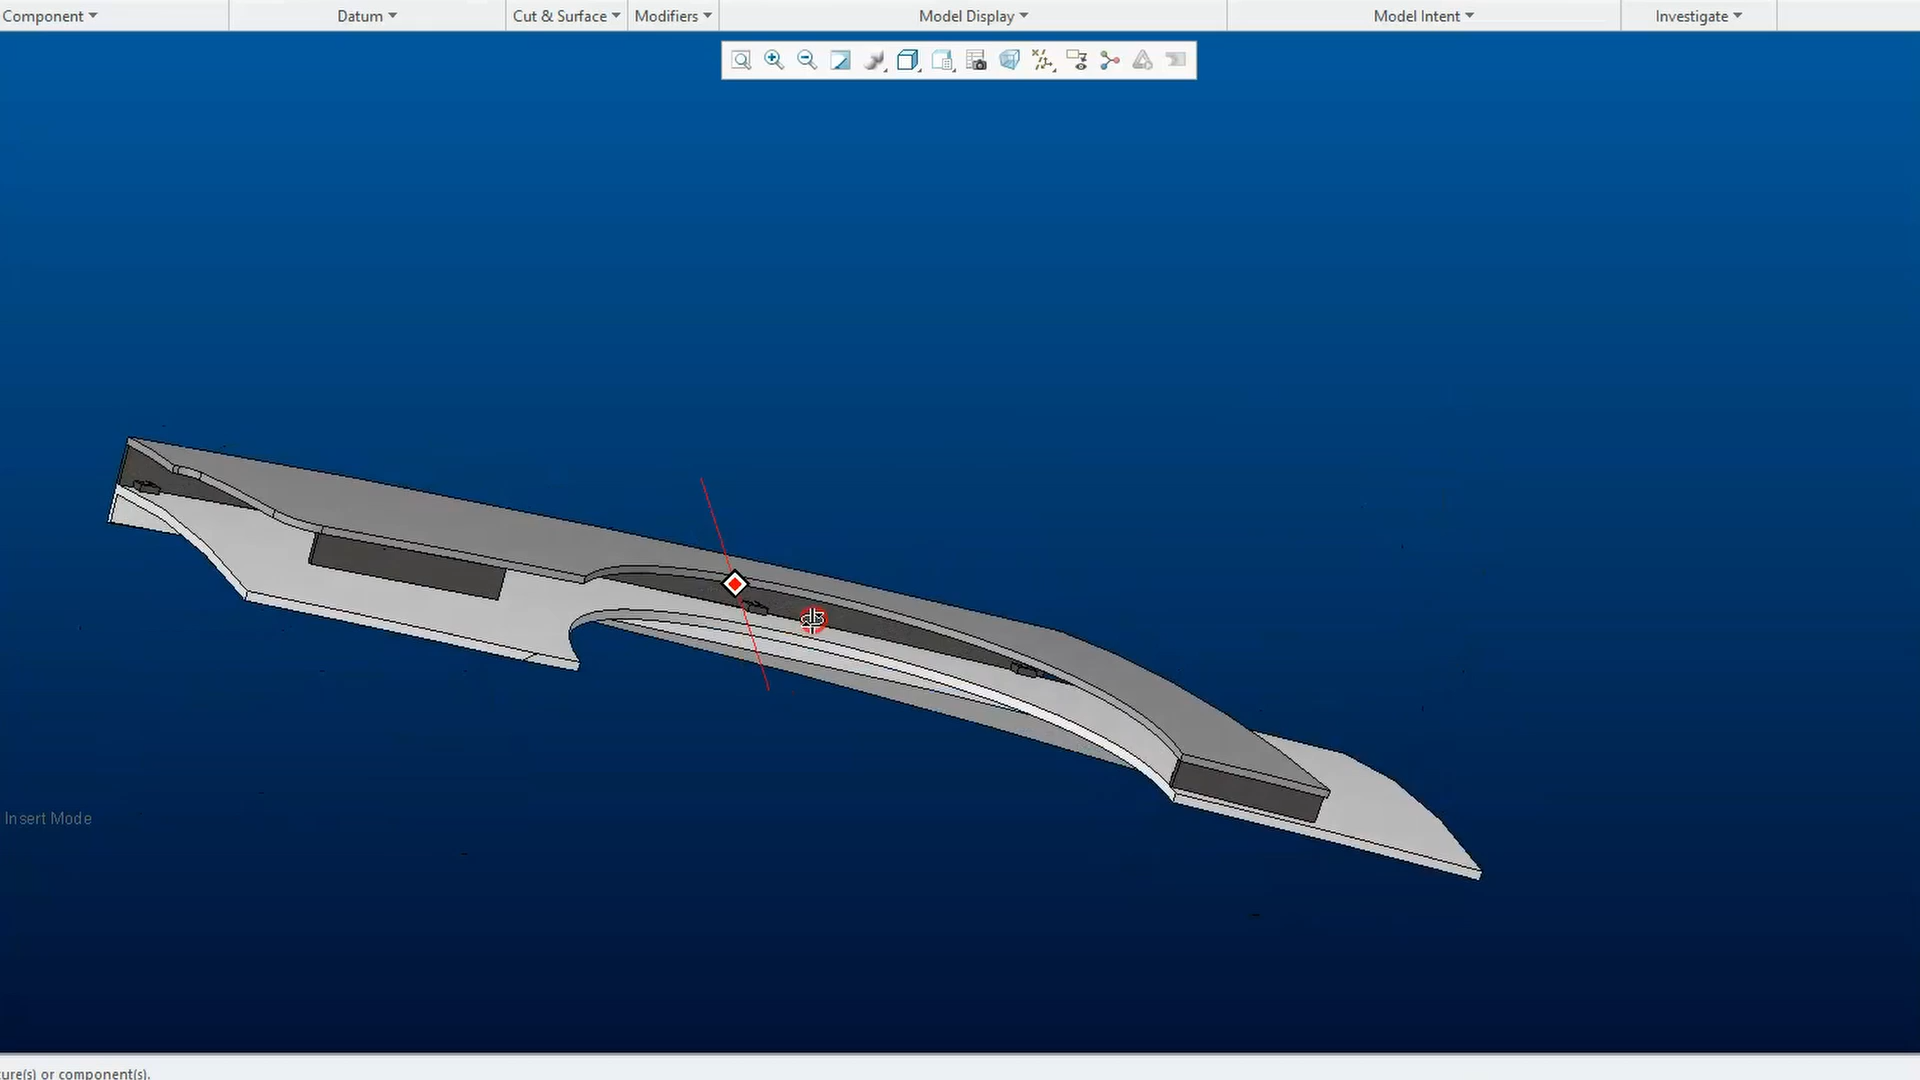 Component Datum Cut & Surface Modifiers Model Display Model Intent Investigate
Insert Mode
ure(s) or component(s).